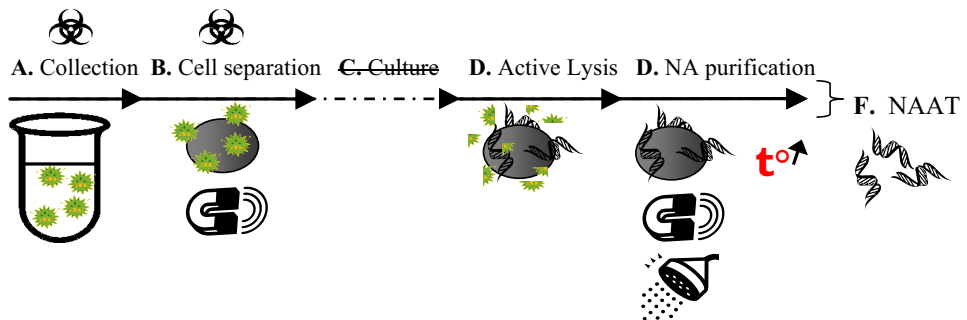 A. Collection
B. Cell separation
C. Culture
D. Active Lysis
D. NA purification
F. NAAT
t°